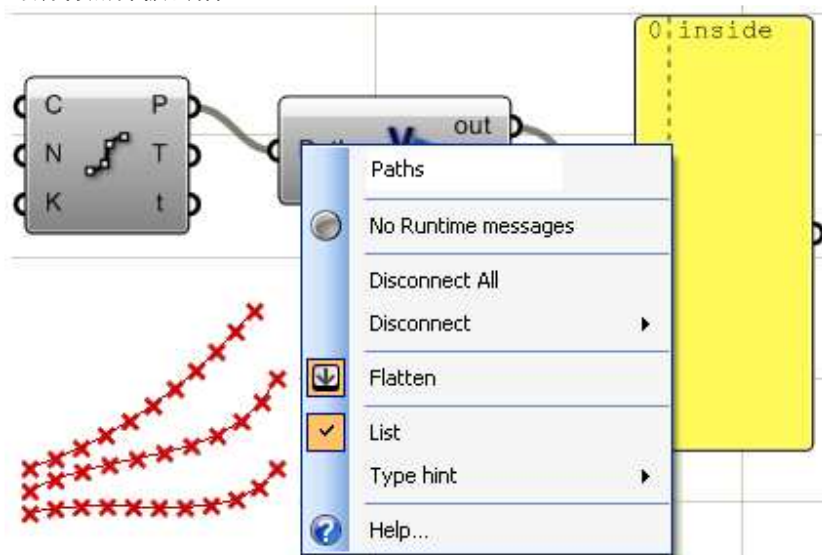 0 inside
C P
N T
K t
out
Paths
No Runtime messages
Disconnect All
Disconnect
Flatten
List
Type hint
Help...